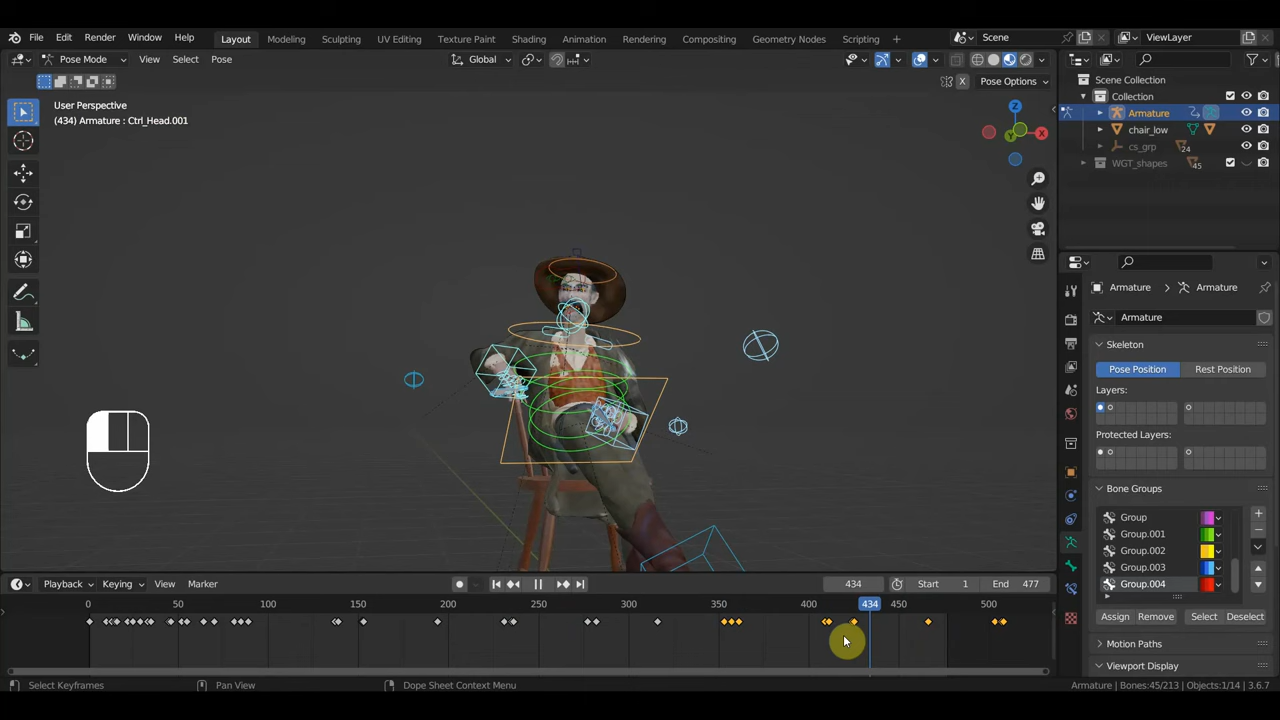 File Edit Render Window Help Layout Modeling Sculpting UV Editing Texture Paint Shading Animation Rendering Compositing Geometry Nodes Scripting + Scene ViewLayer
Pose Mode View Select Pose Global
X Pose Options
User Perspective
(434) Armature : Ctrl_Head.001
Z
X
Y
Scene Collection
Collection
Armature
chair_low
cs_grp 24
WGT_shapes 45
Armature > Armature
Armature
Skeleton
Pose Position Rest Position
Layers:
Protected Layers:
Bone Groups
Group
Group.001
Group.002
Group.003
Group.004
Assign Remove Select Deselect
Motion Paths
Viewport Display
Playback Keying View Marker 434 Start 1 End 477
0 50 100 150 200 250 300 350 400 434 450 500
Select Keyframes Pan View Dope Sheet Context Menu Armature | Bones:45/213 | Objects:1/14 | 3.6.7